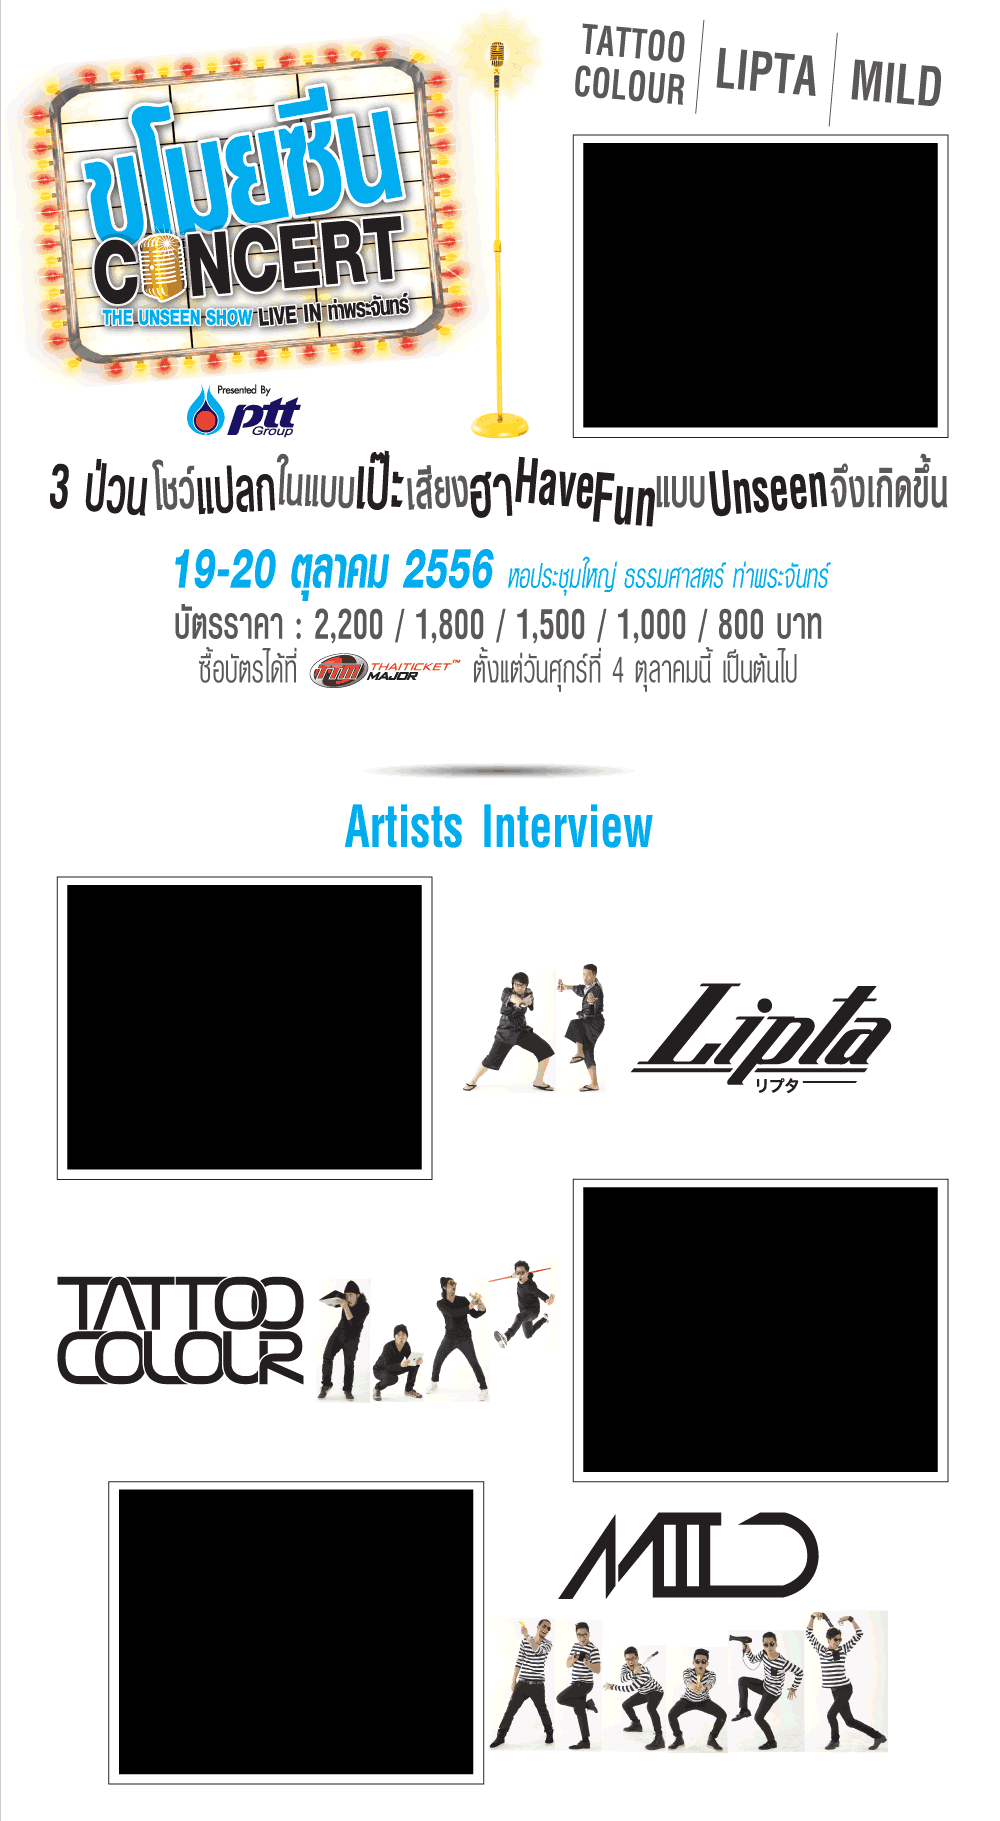 ขโมยซีน
CONCERT
THE UNSEEN SHOW LIVE IN ท่าพระจันทร์
Presented By
ptt
Group
TATTOO COLOUR | LIPTA | MILD
3 ป่วน โชว์แปลกในแบบเป๊ะเสียงฮา Have Fun แบบ Unseen จึงเกิดขึ้น
19-20 ตุลาคม 2556 หอประชุมใหญ่ ธรรมศาสตร์ ท่าพระจันทร์
บัตรราคา : 2,200 / 1,800 / 1,500 / 1,000 / 800 บาท
ซื้อบัตรได้ที่ TTM THAITICKET™ MAJOR ตั้งแต่วันศุกร์ที่ 4 ตุลาคมนี้ เป็นต้นไป
Artists Interview
Lipta
リプタ
TATTOO
COLOUR
MILD